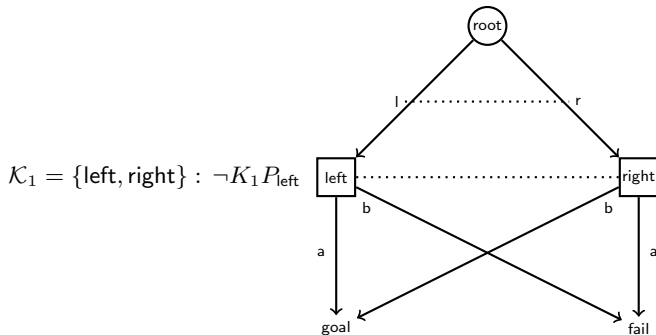 root
l r
𝒦₁ = {left, right} : ¬K₁P_left left right
b b
a a
goal fail